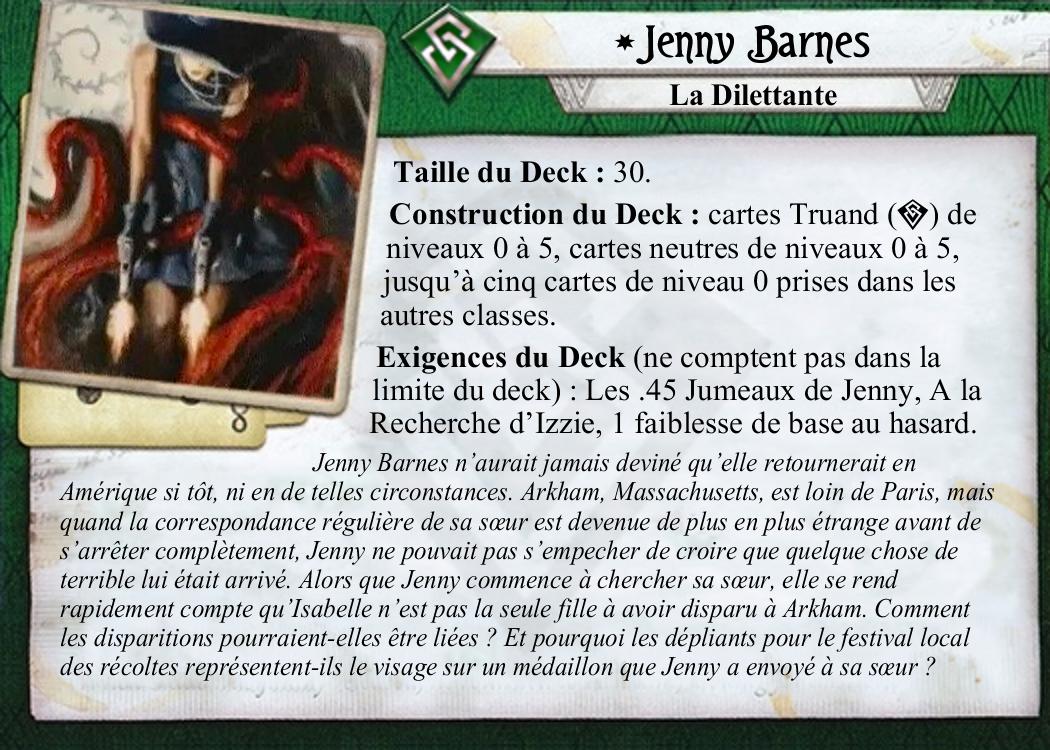 Jenny Barnes
La Dilettante
Taille du Deck : 30.
Construction du Deck : cartes Truand () de
niveaux 0 à 5, cartes neutres de niveaux 0 à 5,
jusqu’à cinq cartes de niveau 0 prises dans les
autres classes.
Exigences du Deck (ne comptent pas dans la
limite du deck) : Les .45 Jumeaux de Jenny, A la
Recherche d’Izzie, 1 faiblesse de base au hasard.
Jenny Barnes n’aurait jamais deviné qu’elle retournerait en
Amérique si tôt, ni en de telles circonstances. Arkham, Massachusetts, est loin de Paris, mais
quand la correspondance régulière de sa sœur est devenue de plus en plus étrange avant de
s’arrêter complètement, Jenny ne pouvait pas s’empecher de croire que quelque chose de
terrible lui était arrivé. Alors que Jenny commence à chercher sa sœur, elle se rend
rapidement compte qu’Isabelle n’est pas la seule fille à avoir disparu à Arkham. Comment
les disparitions pourraient-elles être liées ? Et pourquoi les dépliants pour le festival local
des récoltes représentent-ils le visage sur un médaillon que Jenny a envoyé à sa sœur ?